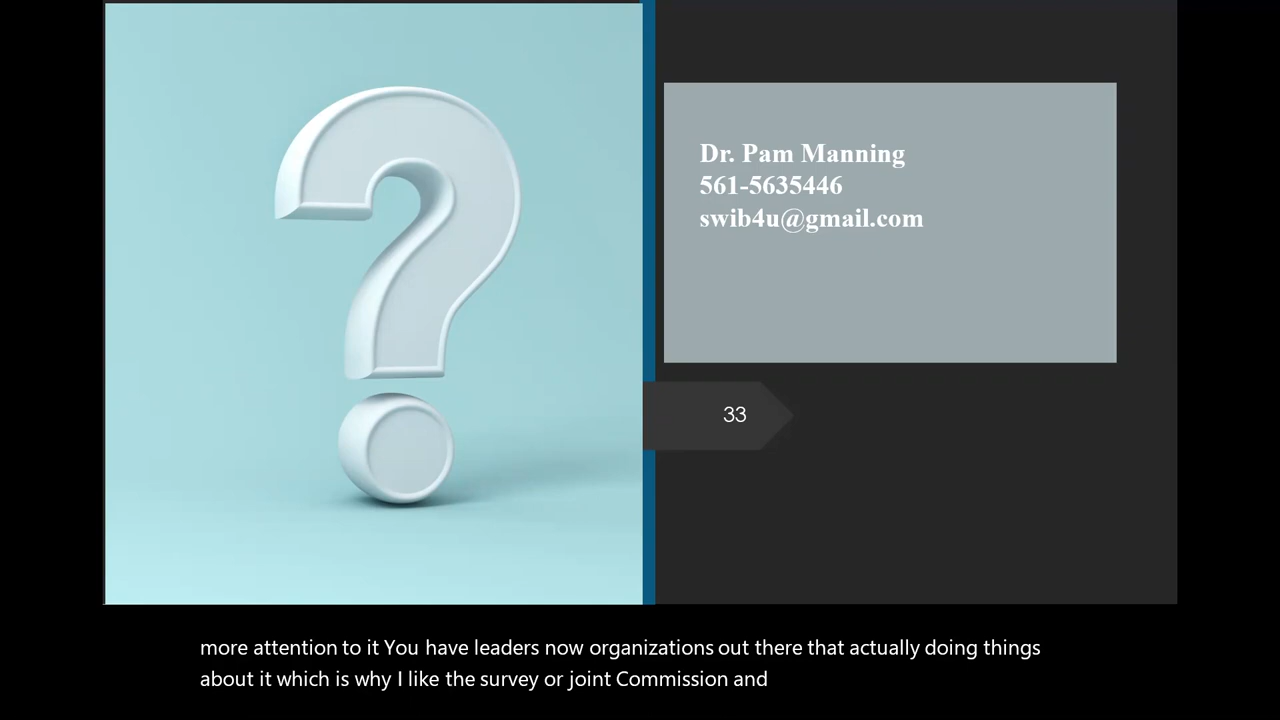 Dr. Pam Manning
561-5635446
swib4u@gmail.com
33
more attention to it You have leaders now organizations out there that actually doing things
about it which is why I like the survey or joint Commission and